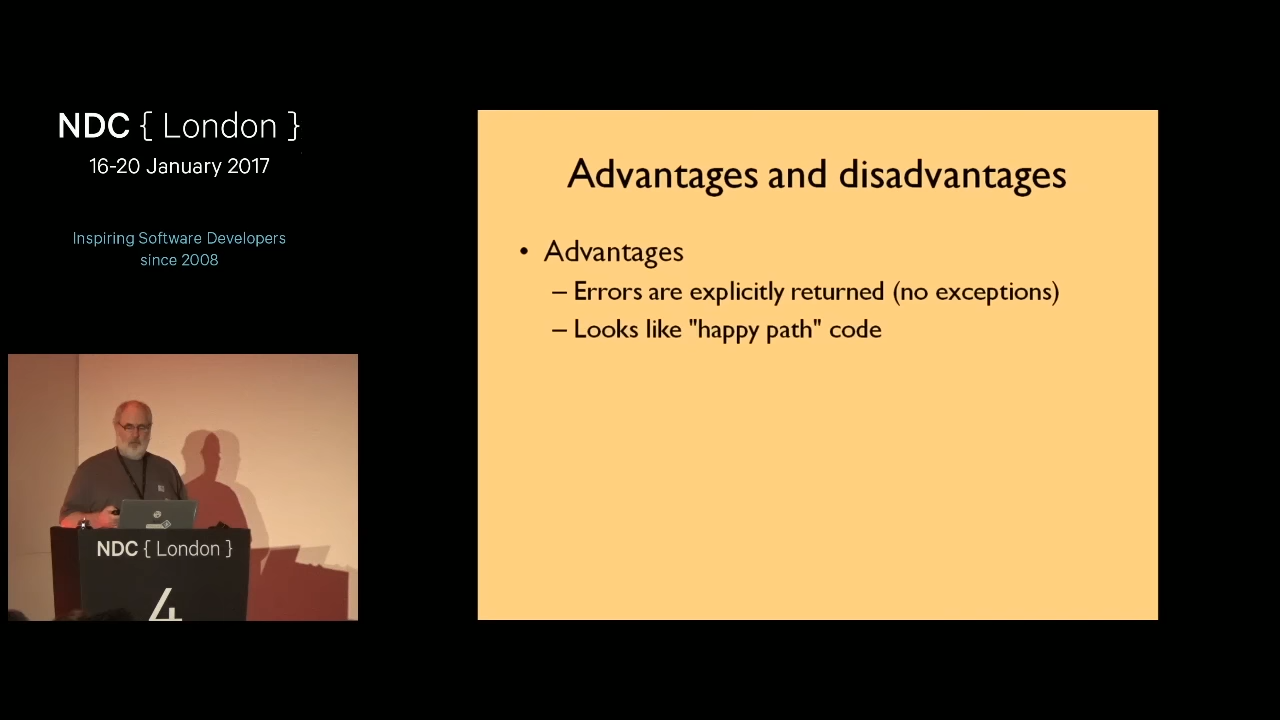 NDC { London }
16-20 January 2017
Inspiring Software Developers
since 2008
Advantages and disadvantages
• Advantages
– Errors are explicitly returned (no exceptions)
– Looks like "happy path" code
NDC { London }
4